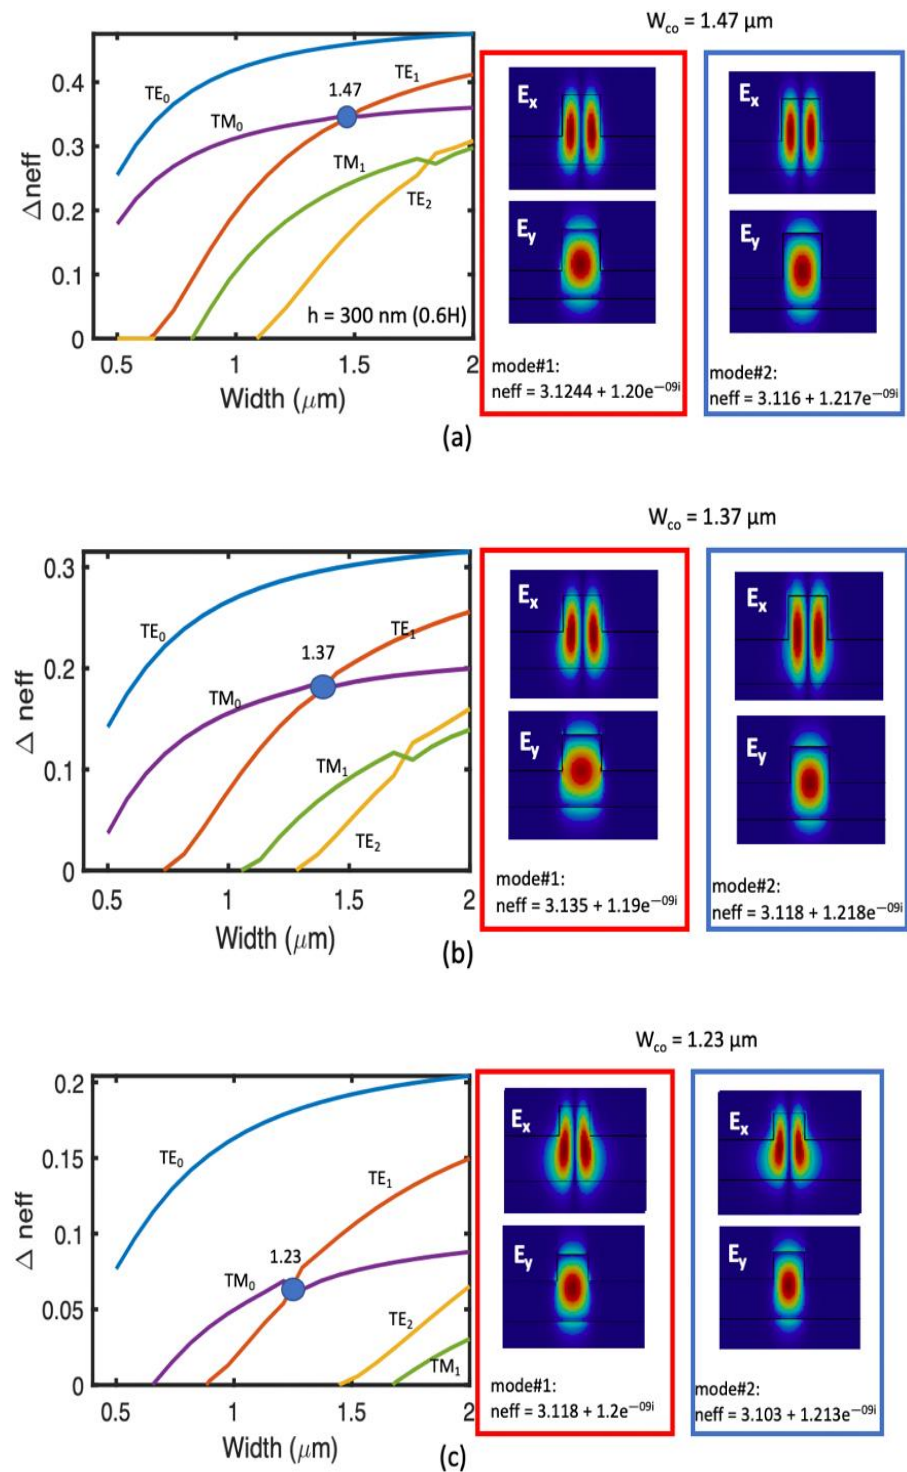 W_co = 1.47 μm
0.4
0.3
0.2
0.1
0
Δneff
TE_0
TM_0
TE_1
1.47
TM_1
TE_2
h = 300 nm (0.6H)
0.5
1
1.5
2
Width (μm)
E_x
E_y
mode#1:
neff = 3.1244 + 1.20e^−09i
E_x
E_y
mode#2:
neff = 3.116 + 1.217e^−09i
(a)
W_co = 1.37 μm
0.3
0.2
0.1
0
Δ neff
TE_0
TE_1
1.37
TM_0
TM_1
TE_2
0.5
1
1.5
2
Width (μm)
E_x
E_y
mode#1:
neff = 3.135 + 1.19e^−09i
E_x
E_y
mode#2:
neff = 3.118 + 1.218e^−09i
(b)
W_co = 1.23 μm
0.2
0.15
0.1
0.05
0
Δ neff
TE_0
TE_1
1.23
TM_0
TE_2
TM_1
0.5
1
1.5
2
Width (μm)
E_x
E_y
mode#1:
neff = 3.118 + 1.2e^−09i
E_x
E_y
mode#2:
neff = 3.103 + 1.213e^−09i
(c)